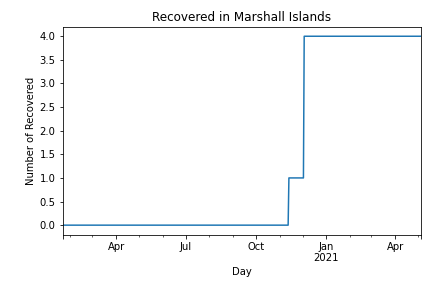 Recovered in Marshall Islands
4.0
3.5
3.0
2.5
2.0
1.5
1.0
0.5
0.0
Number of Recovered
Apr
Jul
Oct
Jan
2021
Apr
Day